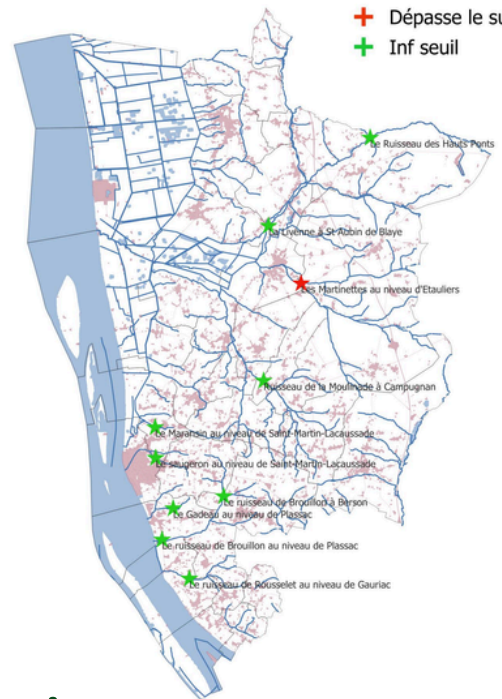 Dépasse le
Inf seuil
Le Ruisseau des Hauts Ponts
La Livenne à St Aubin de Blaye
Les Martinettes au niveau d'Etauliers
Ruisseau de la Moulinade à Campugnan
Le Maransin au niveau de Saint-Martin-Lacaussade
Le saugeron au niveau de Saint-Martin-Lacaussade
Le ruisseau de Brouillon à Berson
Le Gadeau au niveau de Plassac
Le ruisseau de Brouillon au niveau de Plassac
Le ruisseau de Rousselet au niveau de Gauriac